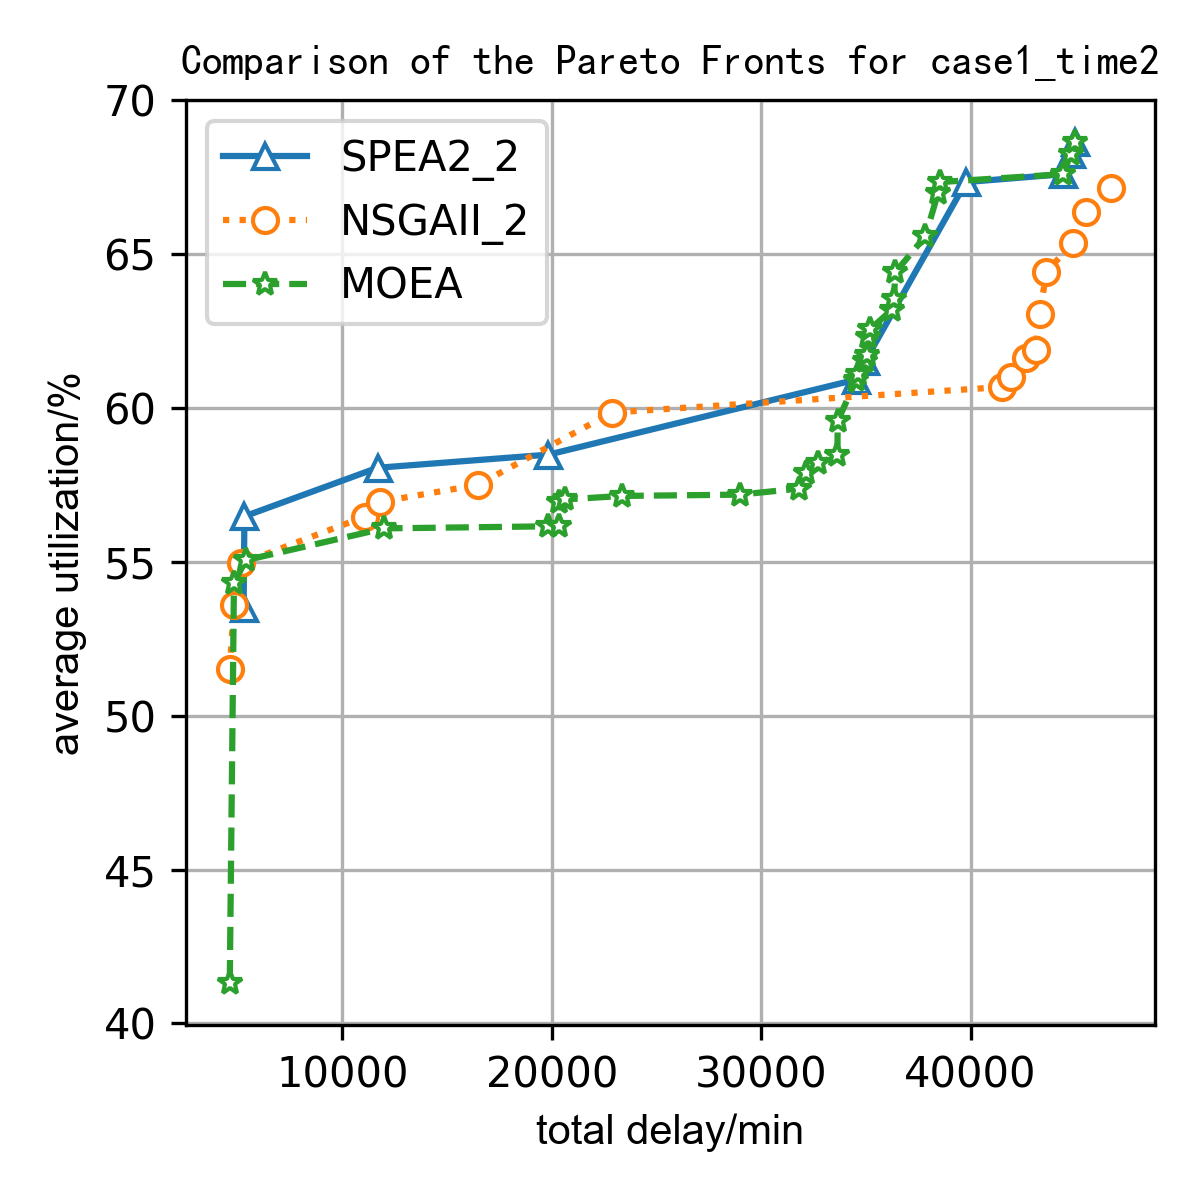 Comparison of the Pareto Fronts for case1_time2
70
65
60
55
50
45
40
average utilization/%
SPEA2_2
NSGAII_2
MOEA
10000 20000 30000 40000
total delay/min